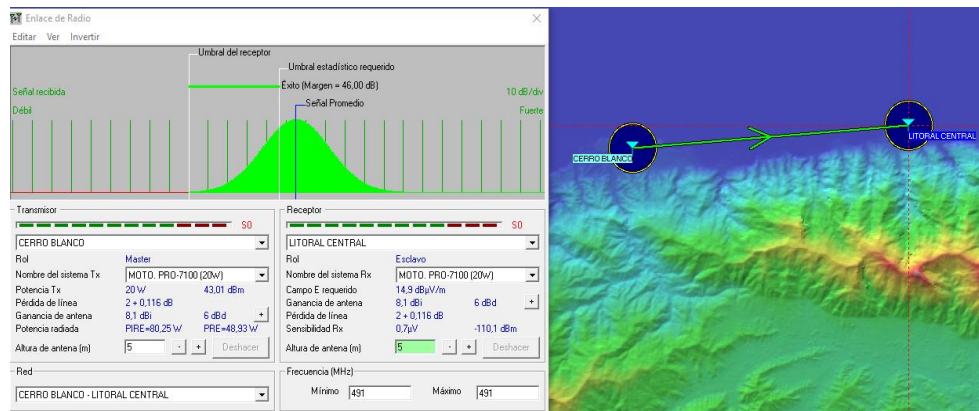 Enlace de Radio
Editar Ver Invertir
Umbral del receptor
Umbral estadístico requerido
Éxito (Margen = 46,00 dB)
Señal recibida
10 dB/div
Señal Promedio
Débil
Fuerte
Transmisor
S0
CERRO BLANCO
Rol Master
Nombre del sistema Tx MOTO. PRO-7100 (20W)
Potencia Tx 20 W 43,01 dBm
Pérdida de línea 2 + 0,116 dB
Ganancia de antena 8,1 dBi 6 dBd +
Potencia radiada PIRE=80,25 W PRE=48,93 W
Altura de antena (m) 5 - + Deshacer
Red
CERRO BLANCO - LITORAL CENTRAL
Receptor
S0
LITORAL CENTRAL
Rol Esclavo
Nombre del sistema Rx MOTO. PRO-7100 (20W)
Campo E requerido 14,9 dBµV/m
Ganancia de antena 8,1 dBi 6 dBd +
Pérdida de línea 2 + 0,116 dB
Sensibilidad Rx 0,7µV -110,1 dBm
Altura de antena (m) 5 - + Deshacer
Frecuencia (MHz)
Mínimo 491 Máximo 491
CERRO BLANCO
LITORAL CENTRAL